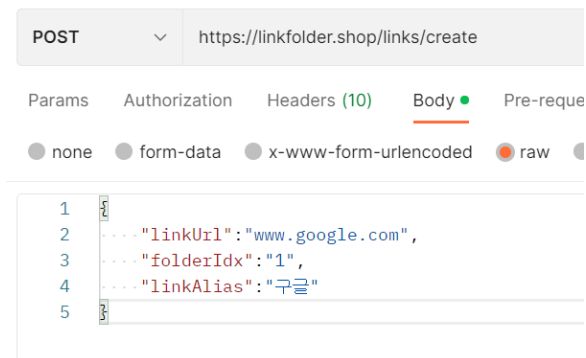 POST https://linkfolder.shop/links/create
Params Authorization Headers (10) Body Pre-reque
none form-data x-www-form-urlencoded raw
1 {
2 "linkUrl":"www.google.com",
3 "folderIdx":"1",
4 "linkAlias":"구글"
5 }